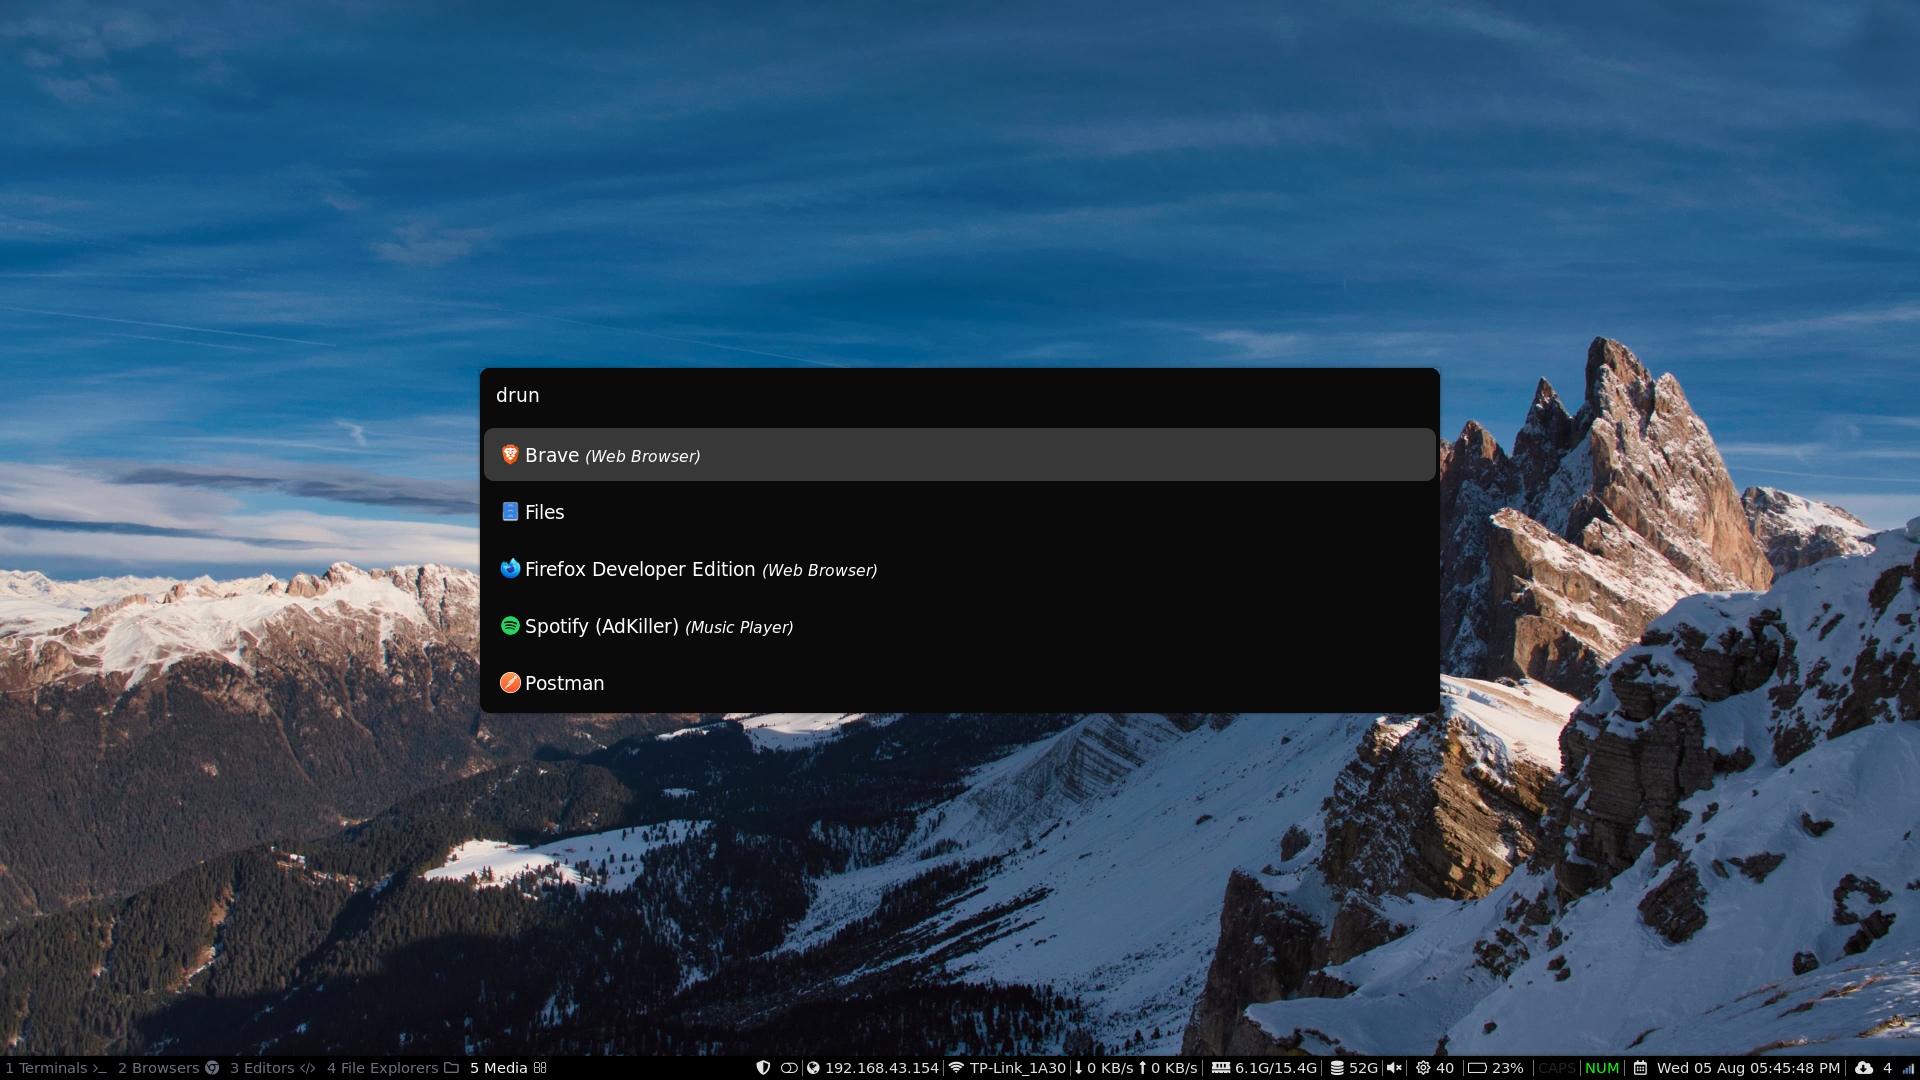 drun
Brave (Web Browser)
Files
Firefox Developer Edition (Web Browser)
Spotify (AdKiller) (Music Player)
Postman
1 Terminals 2 Browsers 3 Editors 4 File Explorers 5 Media 192.168.43.154 TP-Link_1A30 0 KB/s 0 KB/s 6.1G/15.4G 52G 40 23% CAPS NUM Wed 05 Aug 05:45:48 PM 4